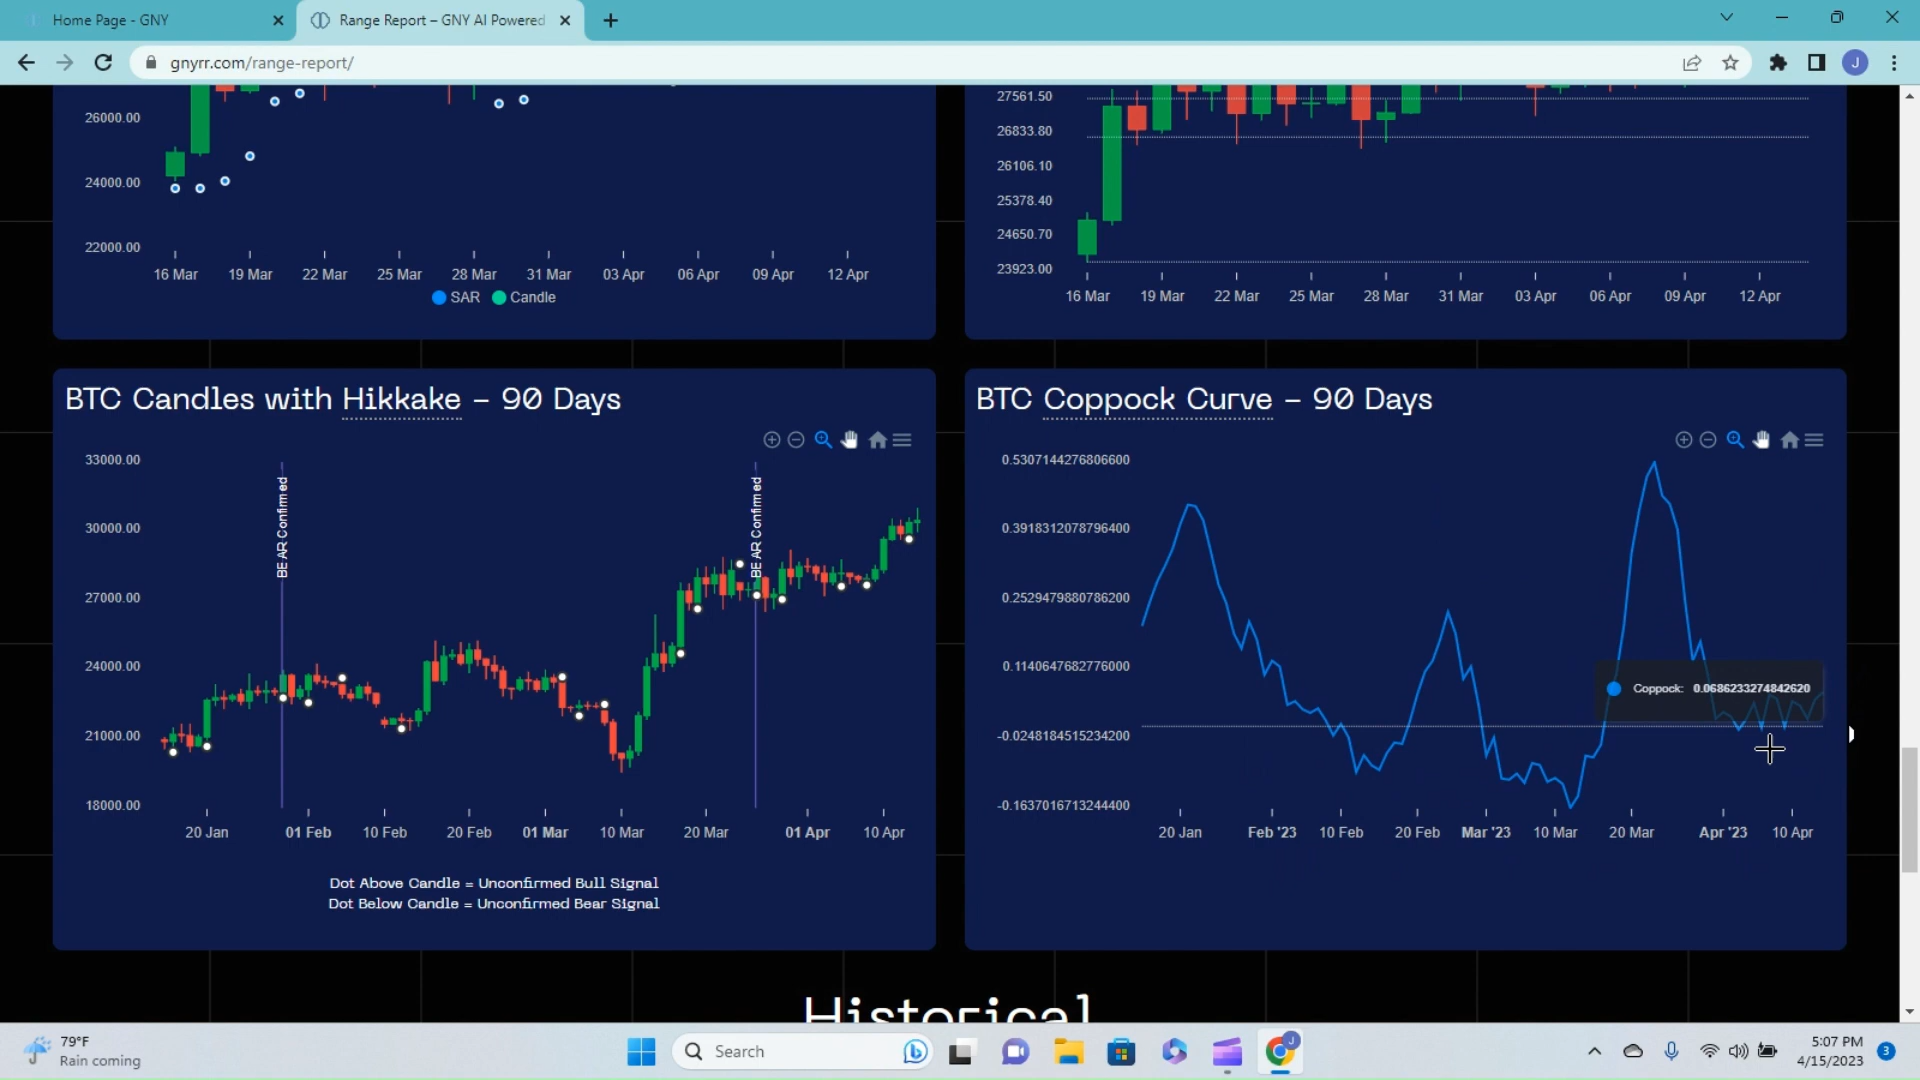 Home Page - GNY
Range Report – GNY AI Powered
gnyrr.com/range-report/
J
26000.00
24000.00
22000.00
16 Mar 19 Mar 22 Mar 25 Mar 28 Mar 31 Mar 03 Apr 06 Apr 09 Apr 12 Apr
SAR Candle
27561.50
26833.80
26106.10
25378.40
24650.70
23923.00
16 Mar 19 Mar 22 Mar 25 Mar 28 Mar 31 Mar 03 Apr 06 Apr 09 Apr 12 Apr
BTC Candles with Hikkake – 90 Days
33000.00
30000.00
27000.00
24000.00
21000.00
18000.00
BEAR Confirmed
BEAR Confirmed
20 Jan 01 Feb 10 Feb 20 Feb 01 Mar 10 Mar 20 Mar 01 Apr 10 Apr
Dot Above Candle = Unconfirmed Bull Signal
Dot Below Candle = Unconfirmed Bear Signal
BTC Coppock Curve – 90 Days
0.5307144276806600
0.3918312078796400
0.2529479880786200
0.1140647682776000
-0.0248184515234200
-0.1637016713244400
Coppock: 0.0686233274842620
20 Jan Feb '23 10 Feb 20 Feb Mar '23 10 Mar 20 Mar Apr '23 10 Apr
Historical
79°F
Rain coming
Search
J
5:07 PM
4/15/2023
3